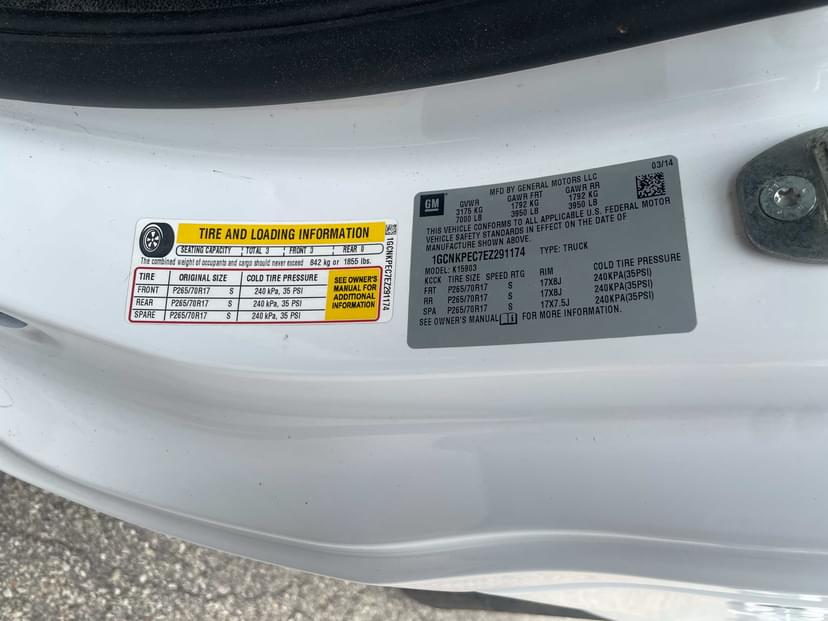 TIRE AND LOADING INFORMATION
SEATING CAPACITY TOTAL 3 FRONT 3 REAR 0
The combined weight of occupants and cargo should never exceed 842 kg or 1855 lbs.
TIRE ORIGINAL SIZE COLD TIRE PRESSURE
FRONT P265/70R17 S 240 kPa, 35 PSI
REAR P265/70R17 S 240 kPa, 35 PSI
SPARE P265/70R17 S 240 kPa, 35 PSI
SEE OWNER'S
MANUAL FOR
ADDITIONAL
INFORMATION
1GCNKPEC7EZ291174
GM
MFD BY GENERAL MOTORS LLC
03/14
GVWR GAWR FRT GAWR RR
3175 KG 1792 KG 1792 KG
7000 LB 3950 LB 3950 LB
THIS VEHICLE CONFORMS TO ALL APPLICABLE U.S. FEDERAL MOTOR
VEHICLE SAFETY STANDARDS IN EFFECT ON THE DATE OF
MANUFACTURE SHOWN ABOVE.
1GCNKPEC7EZ291174 TYPE: TRUCK
MODEL: K15903
KCCK TIRE SIZE SPEED RTG RIM COLD TIRE PRESSURE
FRT P265/70R17 S 17X8J 240KPA(35PSI)
RR P265/70R17 S 17X8J 240KPA(35PSI)
SPA P265/70R17 S 17X7.5J 240KPA(35PSI)
SEE OWNER'S MANUAL FOR MORE INFORMATION.